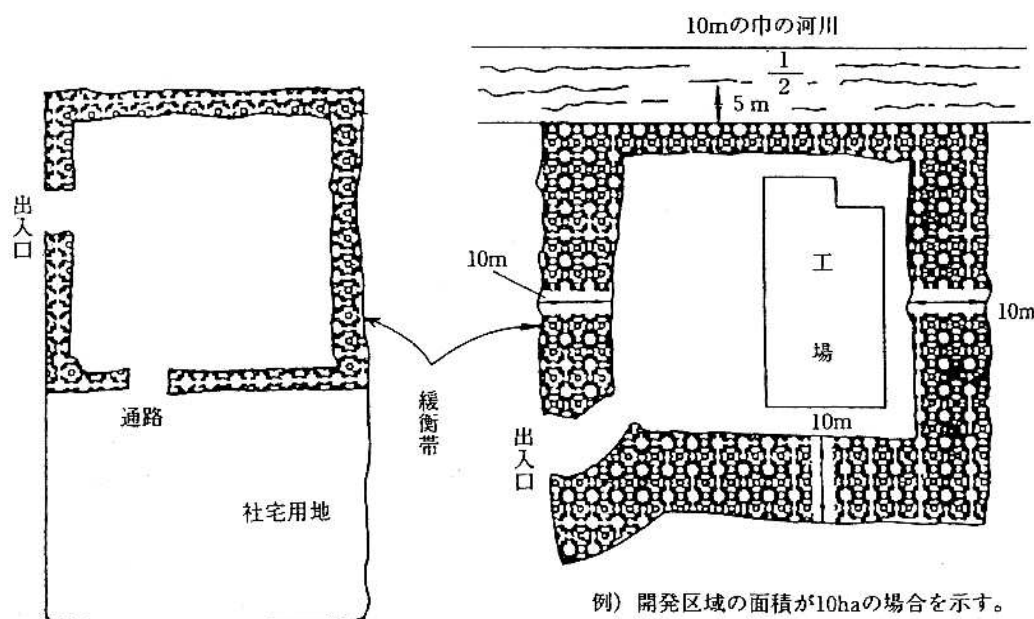 10mの巾の河川
1/2
5m
出入口
10m
工場
10m
緩衡帯
通路
出入口
10m
社宅用地
例) 開発区域の面積が10haの場合を示す。